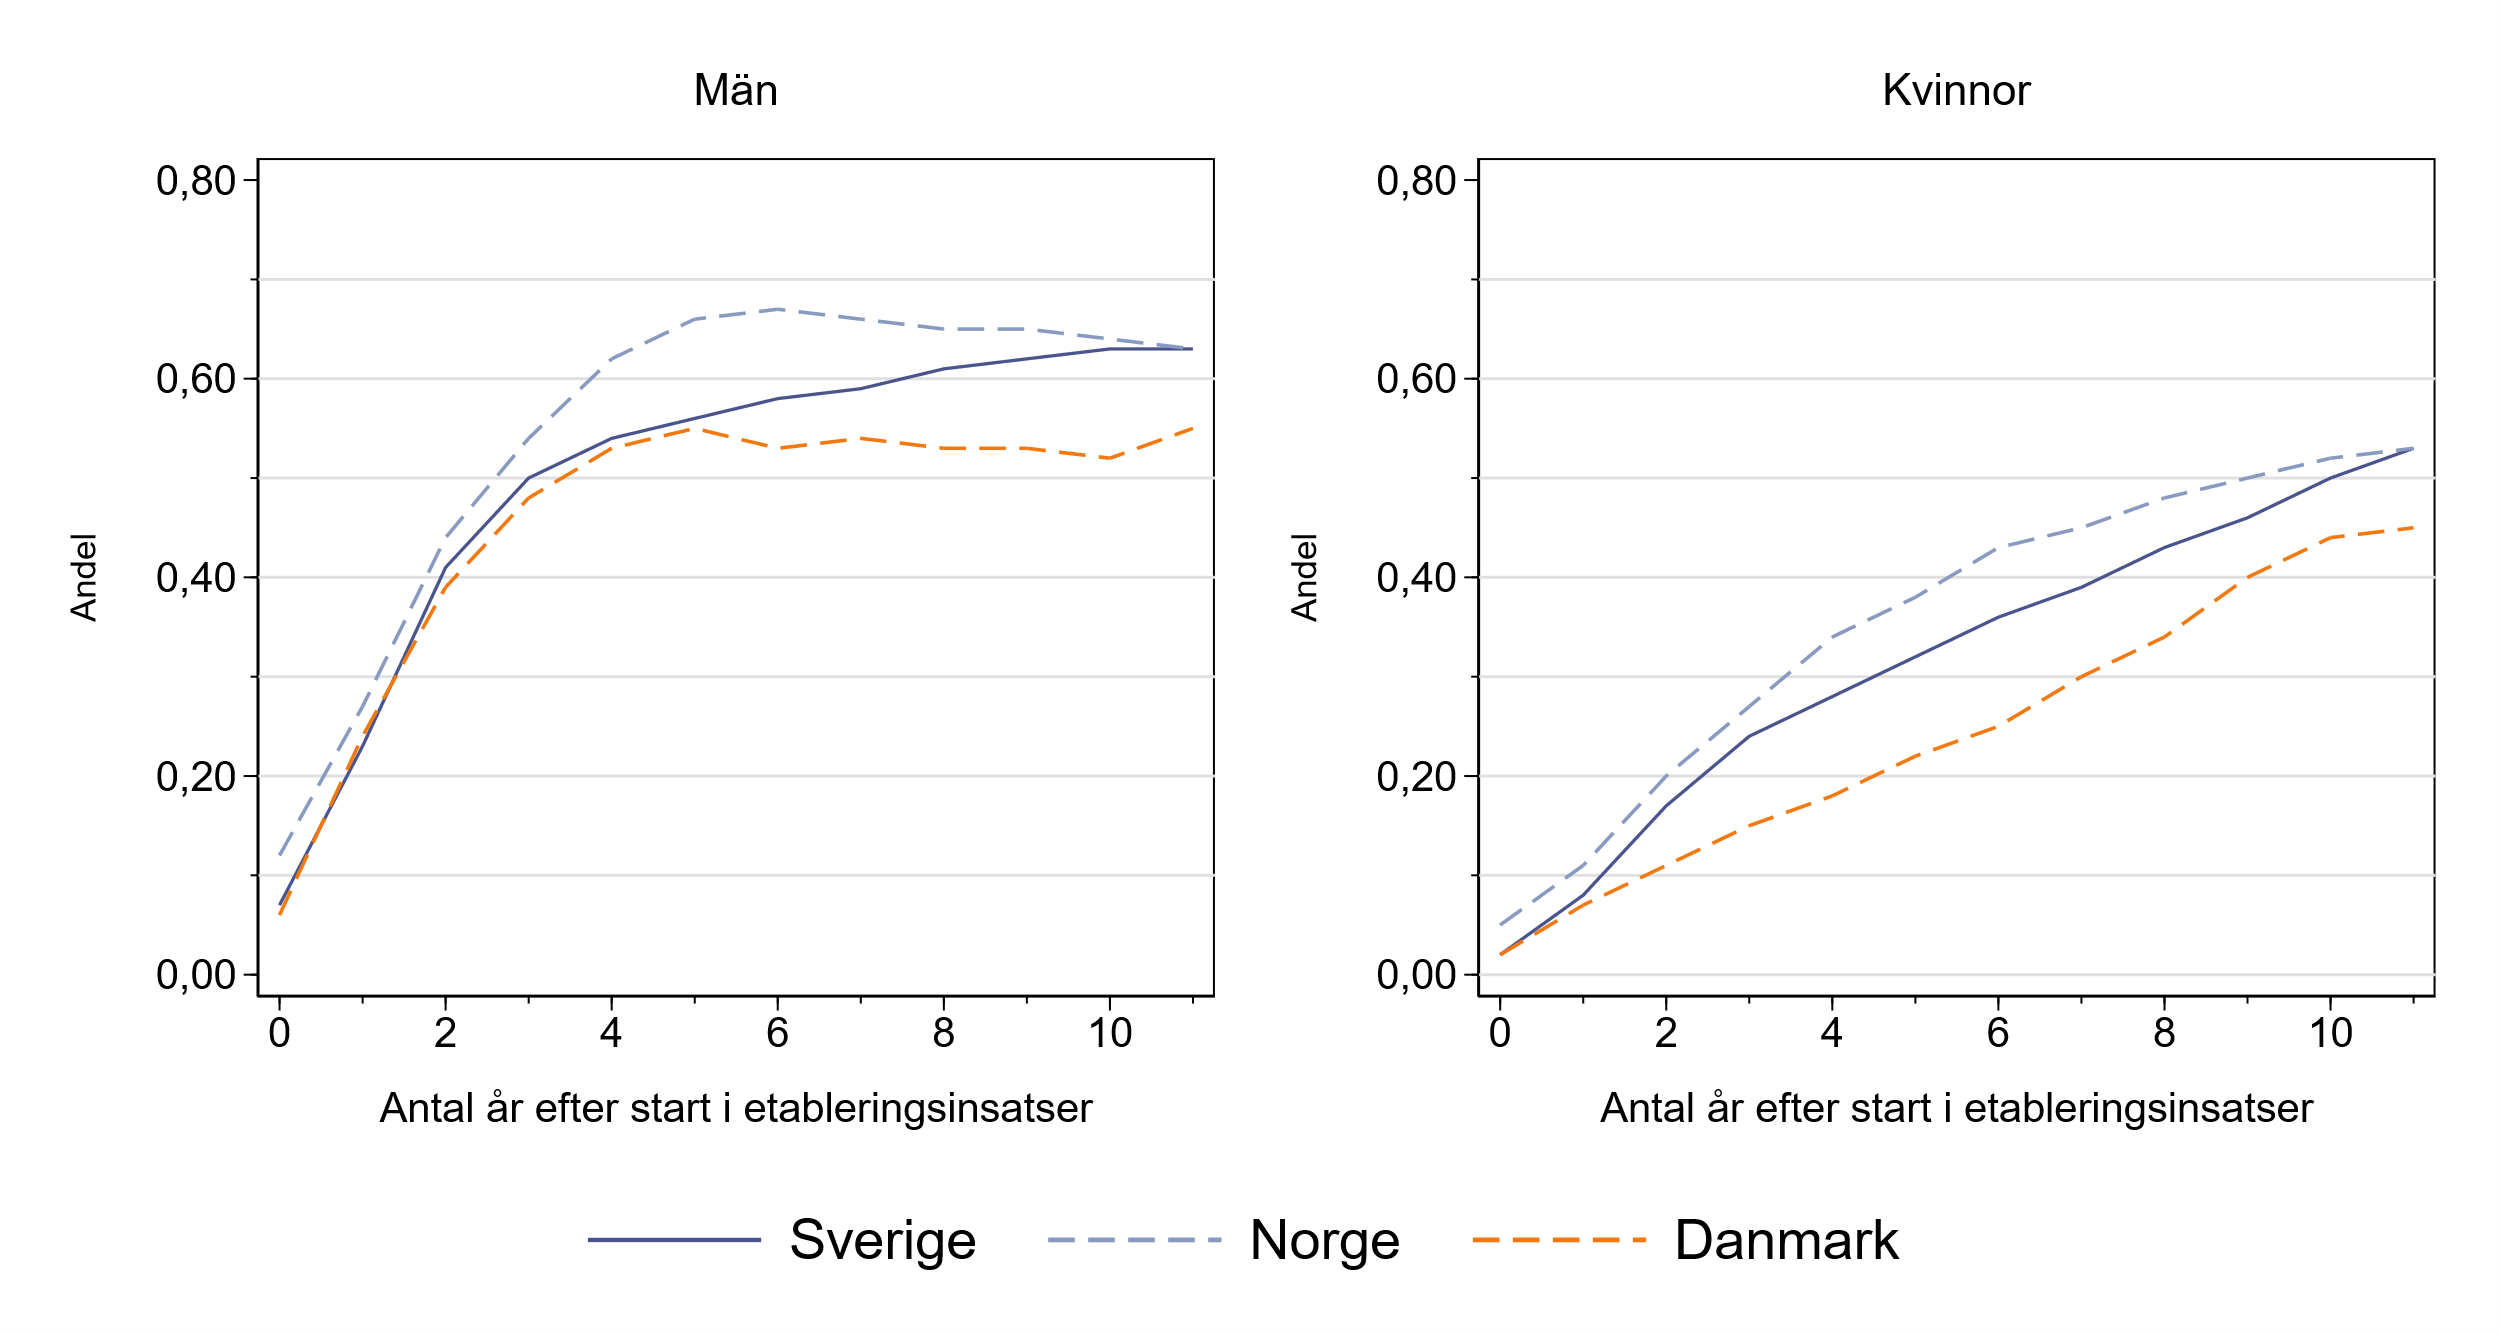 Män
0,80
0,60
0,40
0,20
0,00
Andel
0 2 4 6 8 10
Antal år efter start i etableringsinsatser
Kvinnor
0,80
0,60
0,40
0,20
0,00
Andel
0 2 4 6 8 10
Antal år efter start i etableringsinsatser
Sverige Norge Danmark